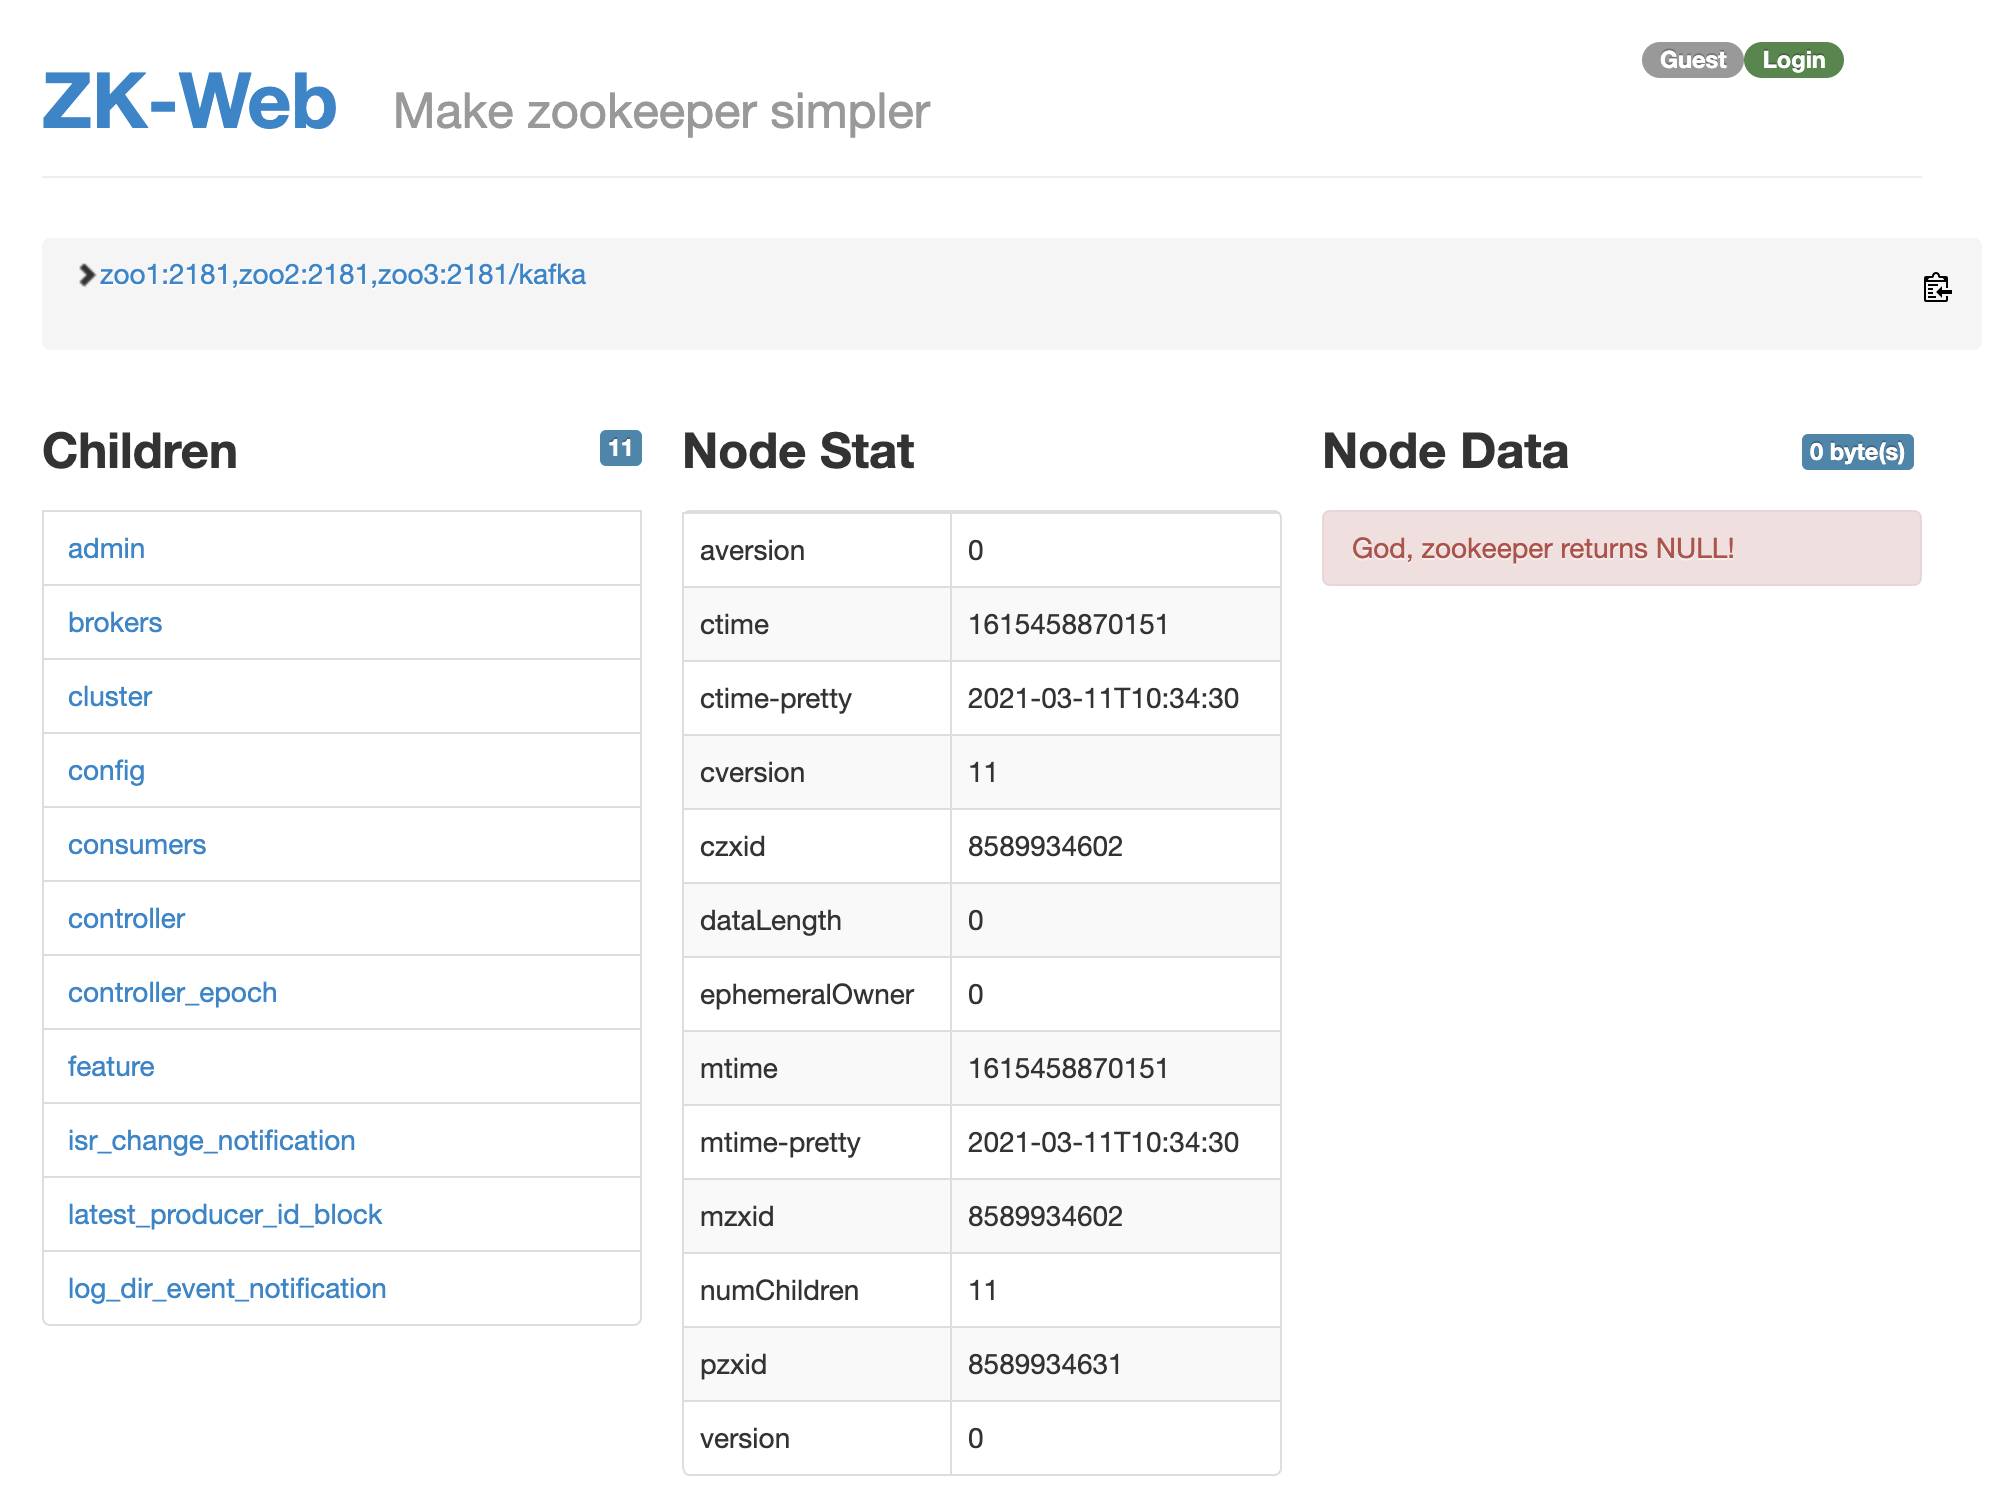 Guest Login
ZK-Web Make zookeeper simpler
zoo1:2181,zoo2:2181,zoo3:2181/kafka
Children 11
admin
brokers
cluster
config
consumers
controller
controller_epoch
feature
isr_change_notification
latest_producer_id_block
log_dir_event_notification
Node Stat
aversion 0
ctime 1615458870151
ctime-pretty 2021-03-11T10:34:30
cversion 11
czxid 8589934602
dataLength 0
ephemeralOwner 0
mtime 1615458870151
mtime-pretty 2021-03-11T10:34:30
mzxid 8589934602
numChildren 11
pzxid 8589934631
version 0
Node Data 0 byte(s)
God, zookeeper returns NULL!